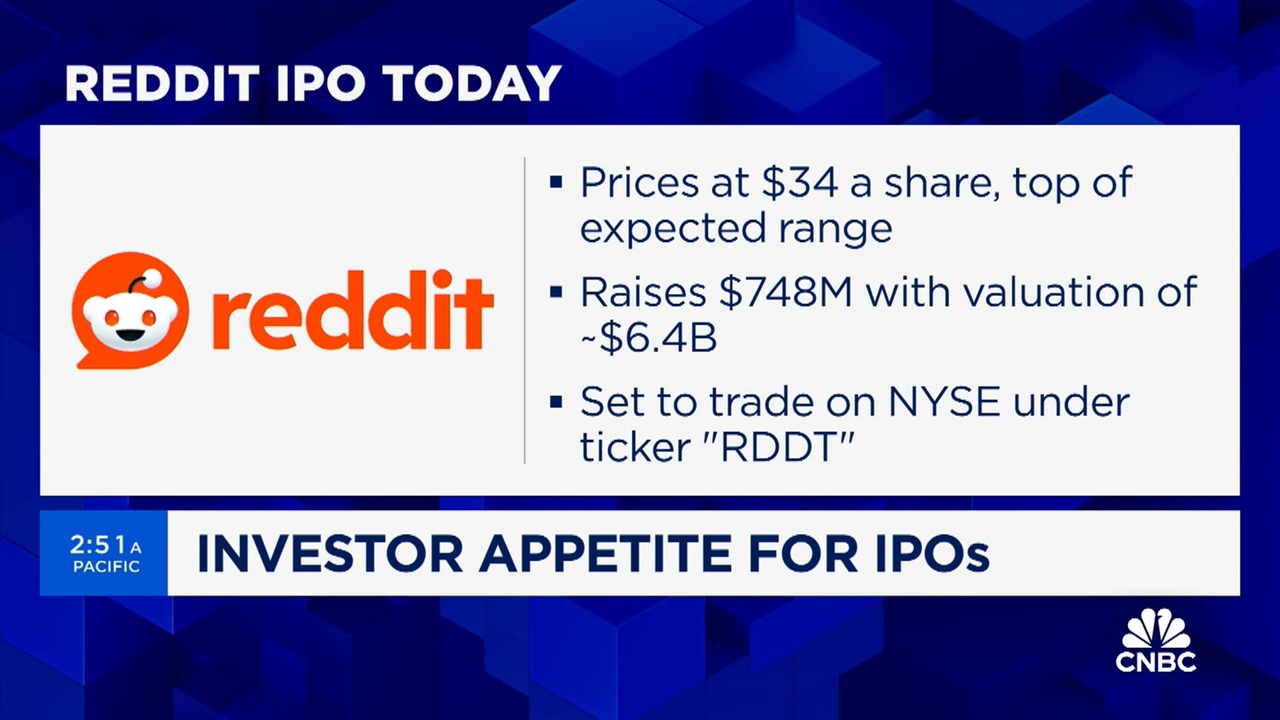 REDDIT IPO TODAY
reddit
▪ Prices at $34 a share, top of
expected range
▪ Raises $748M with valuation of
~$6.4B
▪ Set to trade on NYSE under
ticker "RDDT"
2:51A
PACIFIC
INVESTOR APPETITE FOR IPOs
CNBC